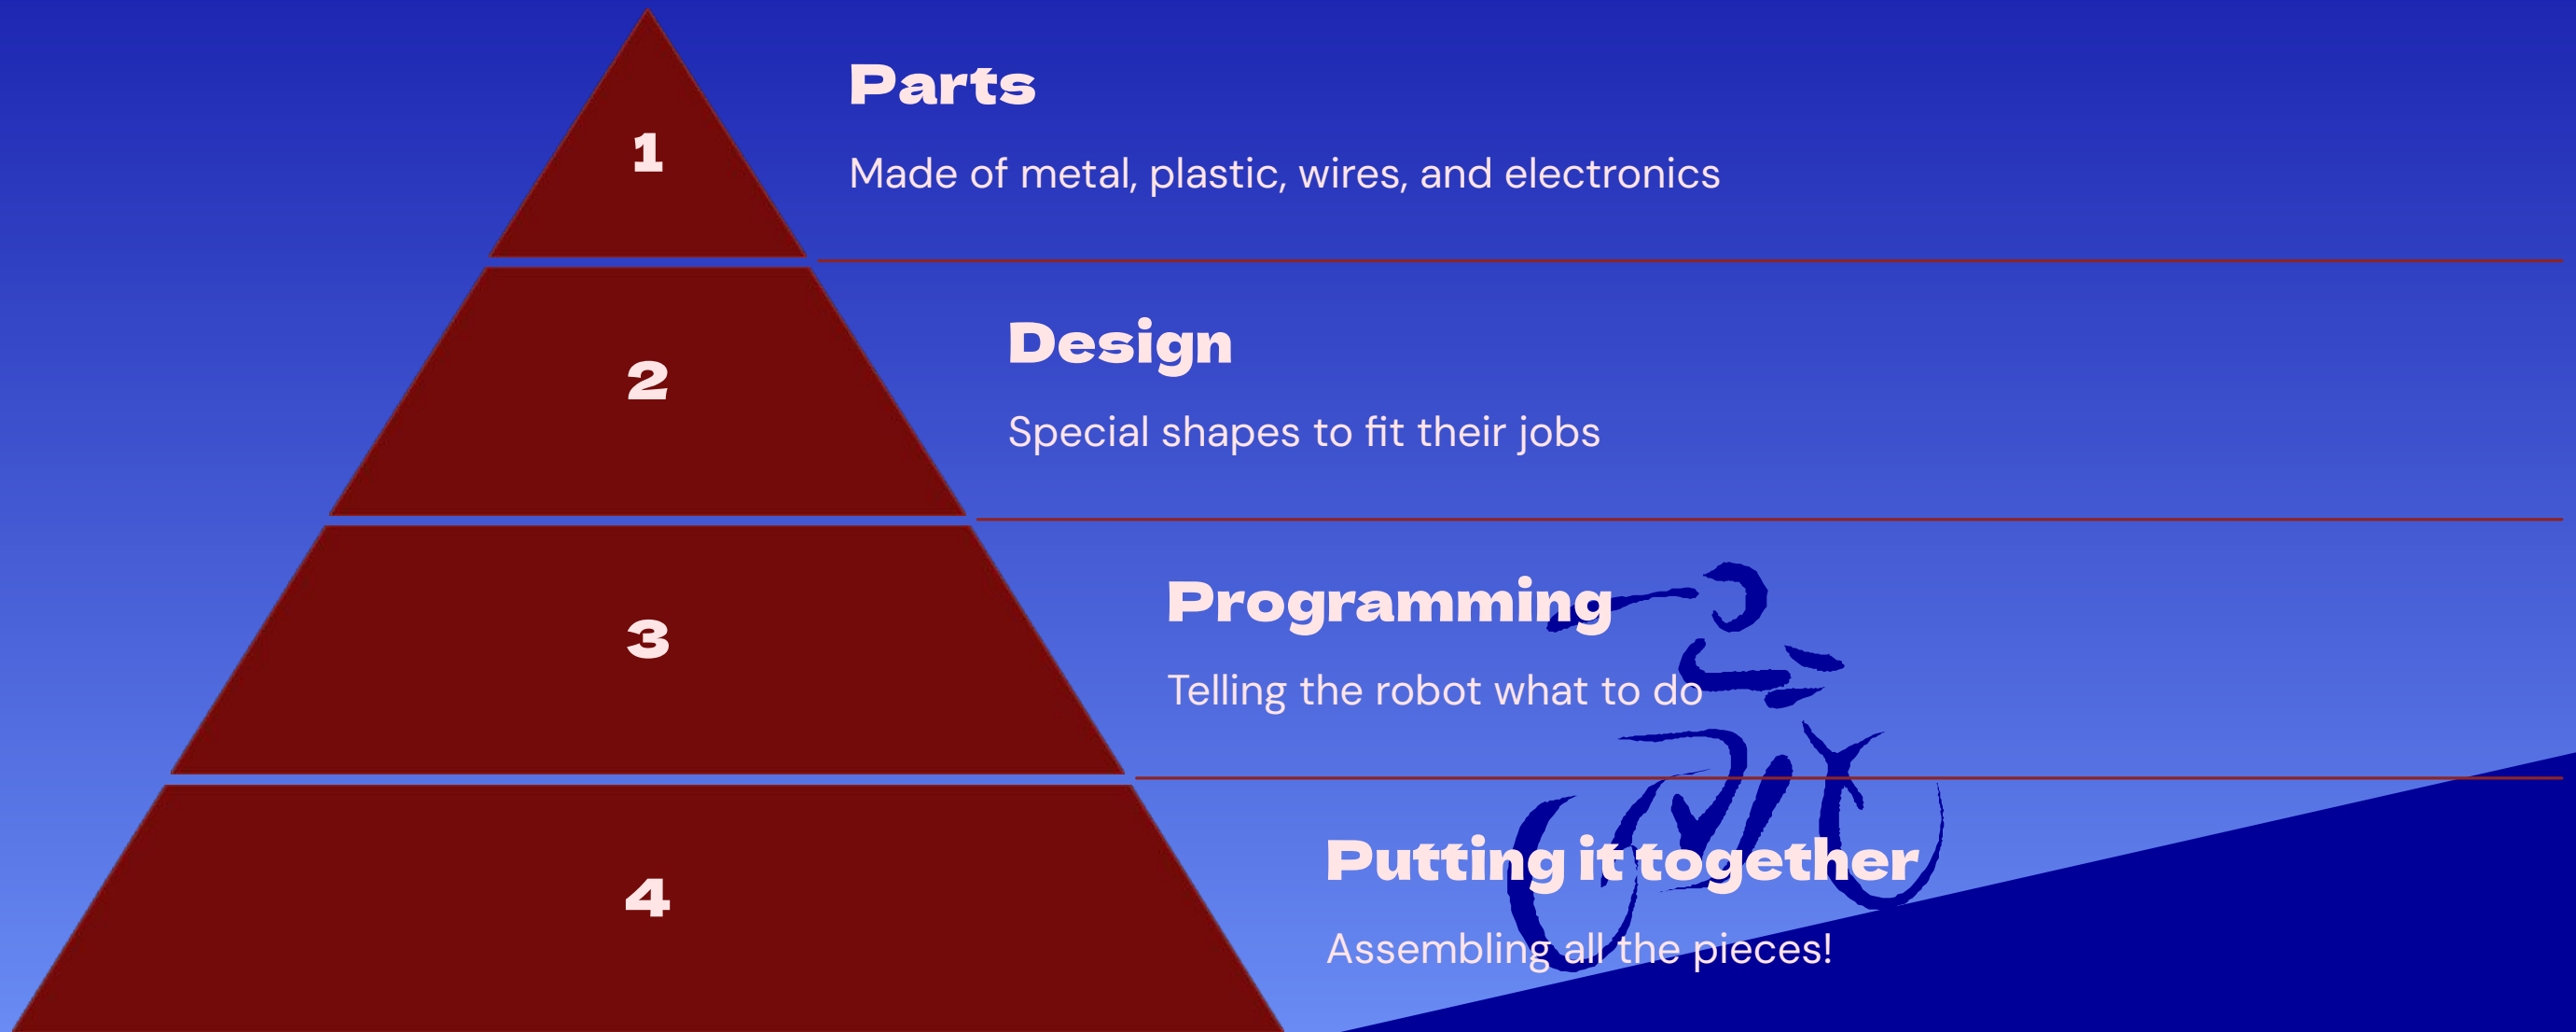 1
Parts
Made of metal, plastic, wires, and electronics
2
Design
Special shapes to fit their jobs
3
Programming
Telling the robot what to do
4
Putting it together
Assembling all the pieces!